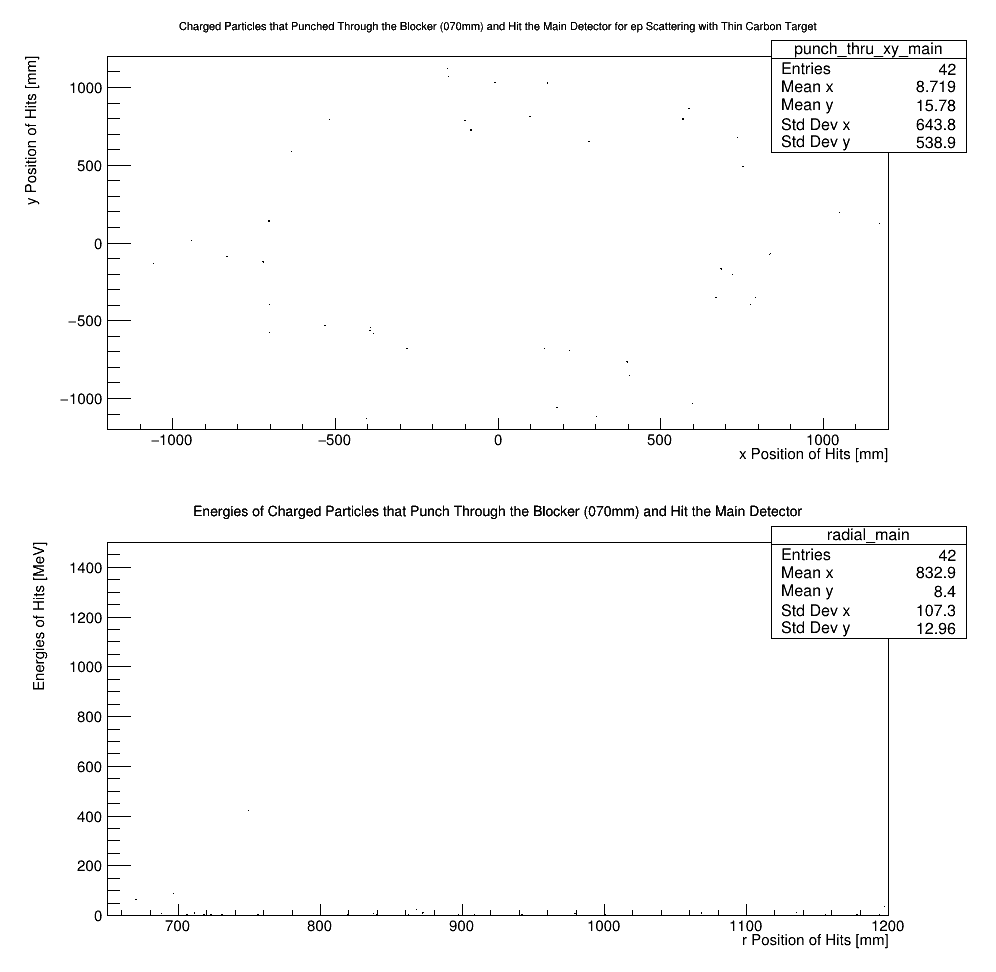 Charged Particles that Punched Through the Blocker (070mm) and Hit the Main Detector for ep Scattering with Thin Carbon Target
punch_thru_xy_main
Entries 42
Mean x 8.719
Mean y 15.78
Std Dev x 643.8
Std Dev y 538.9
y Position of Hits [mm]
1000
500
0
−500
−1000
−1000 −500 0 500 1000
x Position of Hits [mm]
Energies of Charged Particles that Punch Through the Blocker (070mm) and Hit the Main Detector
radial_main
Entries 42
Mean x 832.9
Mean y 8.4
Std Dev x 107.3
Std Dev y 12.96
Energies of Hits [MeV]
1400
1200
1000
800
600
400
200
0
700 800 900 1000 1100 1200
r Position of Hits [mm]